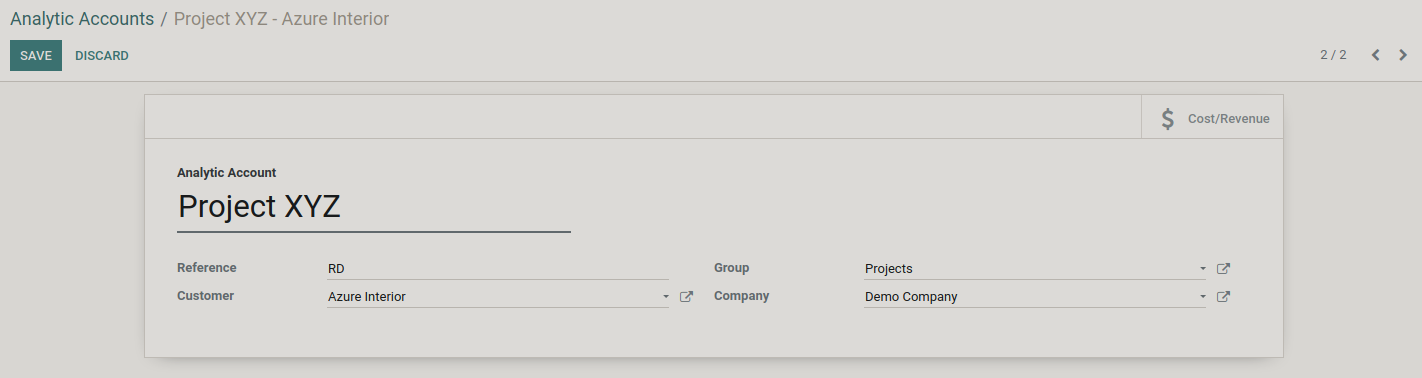 Analytic Accounts / Project XYZ - Azure Interior
SAVE DISCARD 2 / 2
$ Cost/Revenue
Analytic Account
Project XYZ
Reference RD Group Projects
Customer Azure Interior Company Demo Company